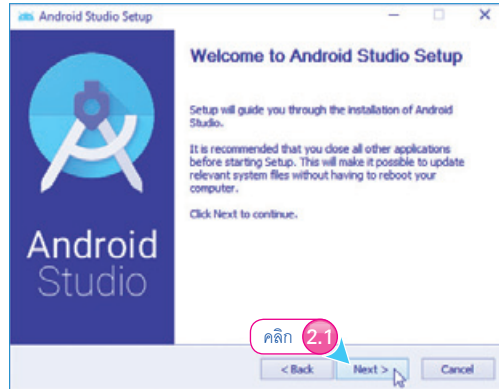 Android Studio Setup
Welcome to Android Studio Setup
Setup will guide you through the installation of Android
Studio.
It is recommended that you close all other applications
before starting Setup. This will make it possible to update
relevant system files without having to reboot your
computer.
Click Next to continue.
Android
Studio
คลิก 2.1
< Back Next > Cancel